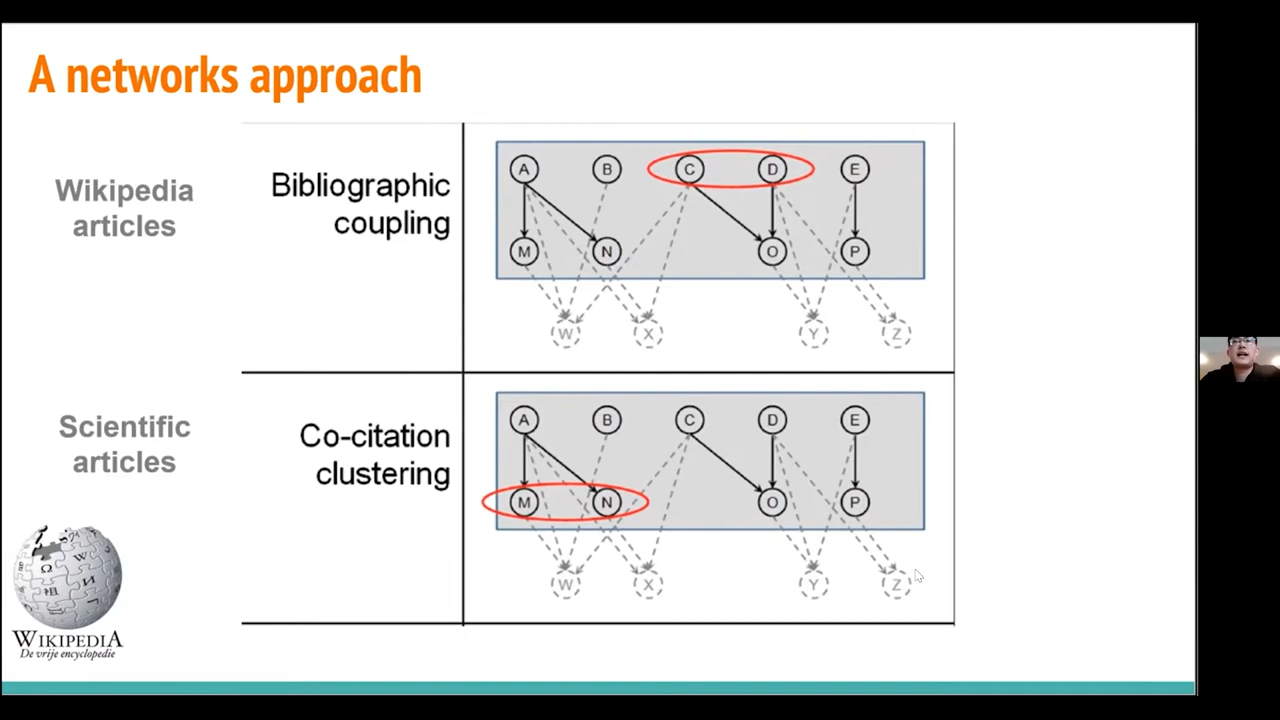 A networks approach
Wikipedia
articles
Bibliographic
coupling
A B C D E
M N O P
W X Y Z
Scientific
articles
Co-citation
clustering
A B C D E
M N O P
W X Y Z
WIKIPEDIA
De vrije encyclopedie